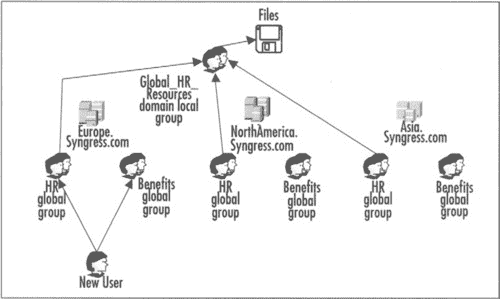 Files
Global_HR_
Resources
domain local
group
Europe.
Syngress.com
NorthAmerica.
Syngress.com
Asia.
Syngress.com
HR
global
group
Benefits
global
group
HR
global
group
Benefits
global
group
HR
global
group
Benefits
global
group
New User